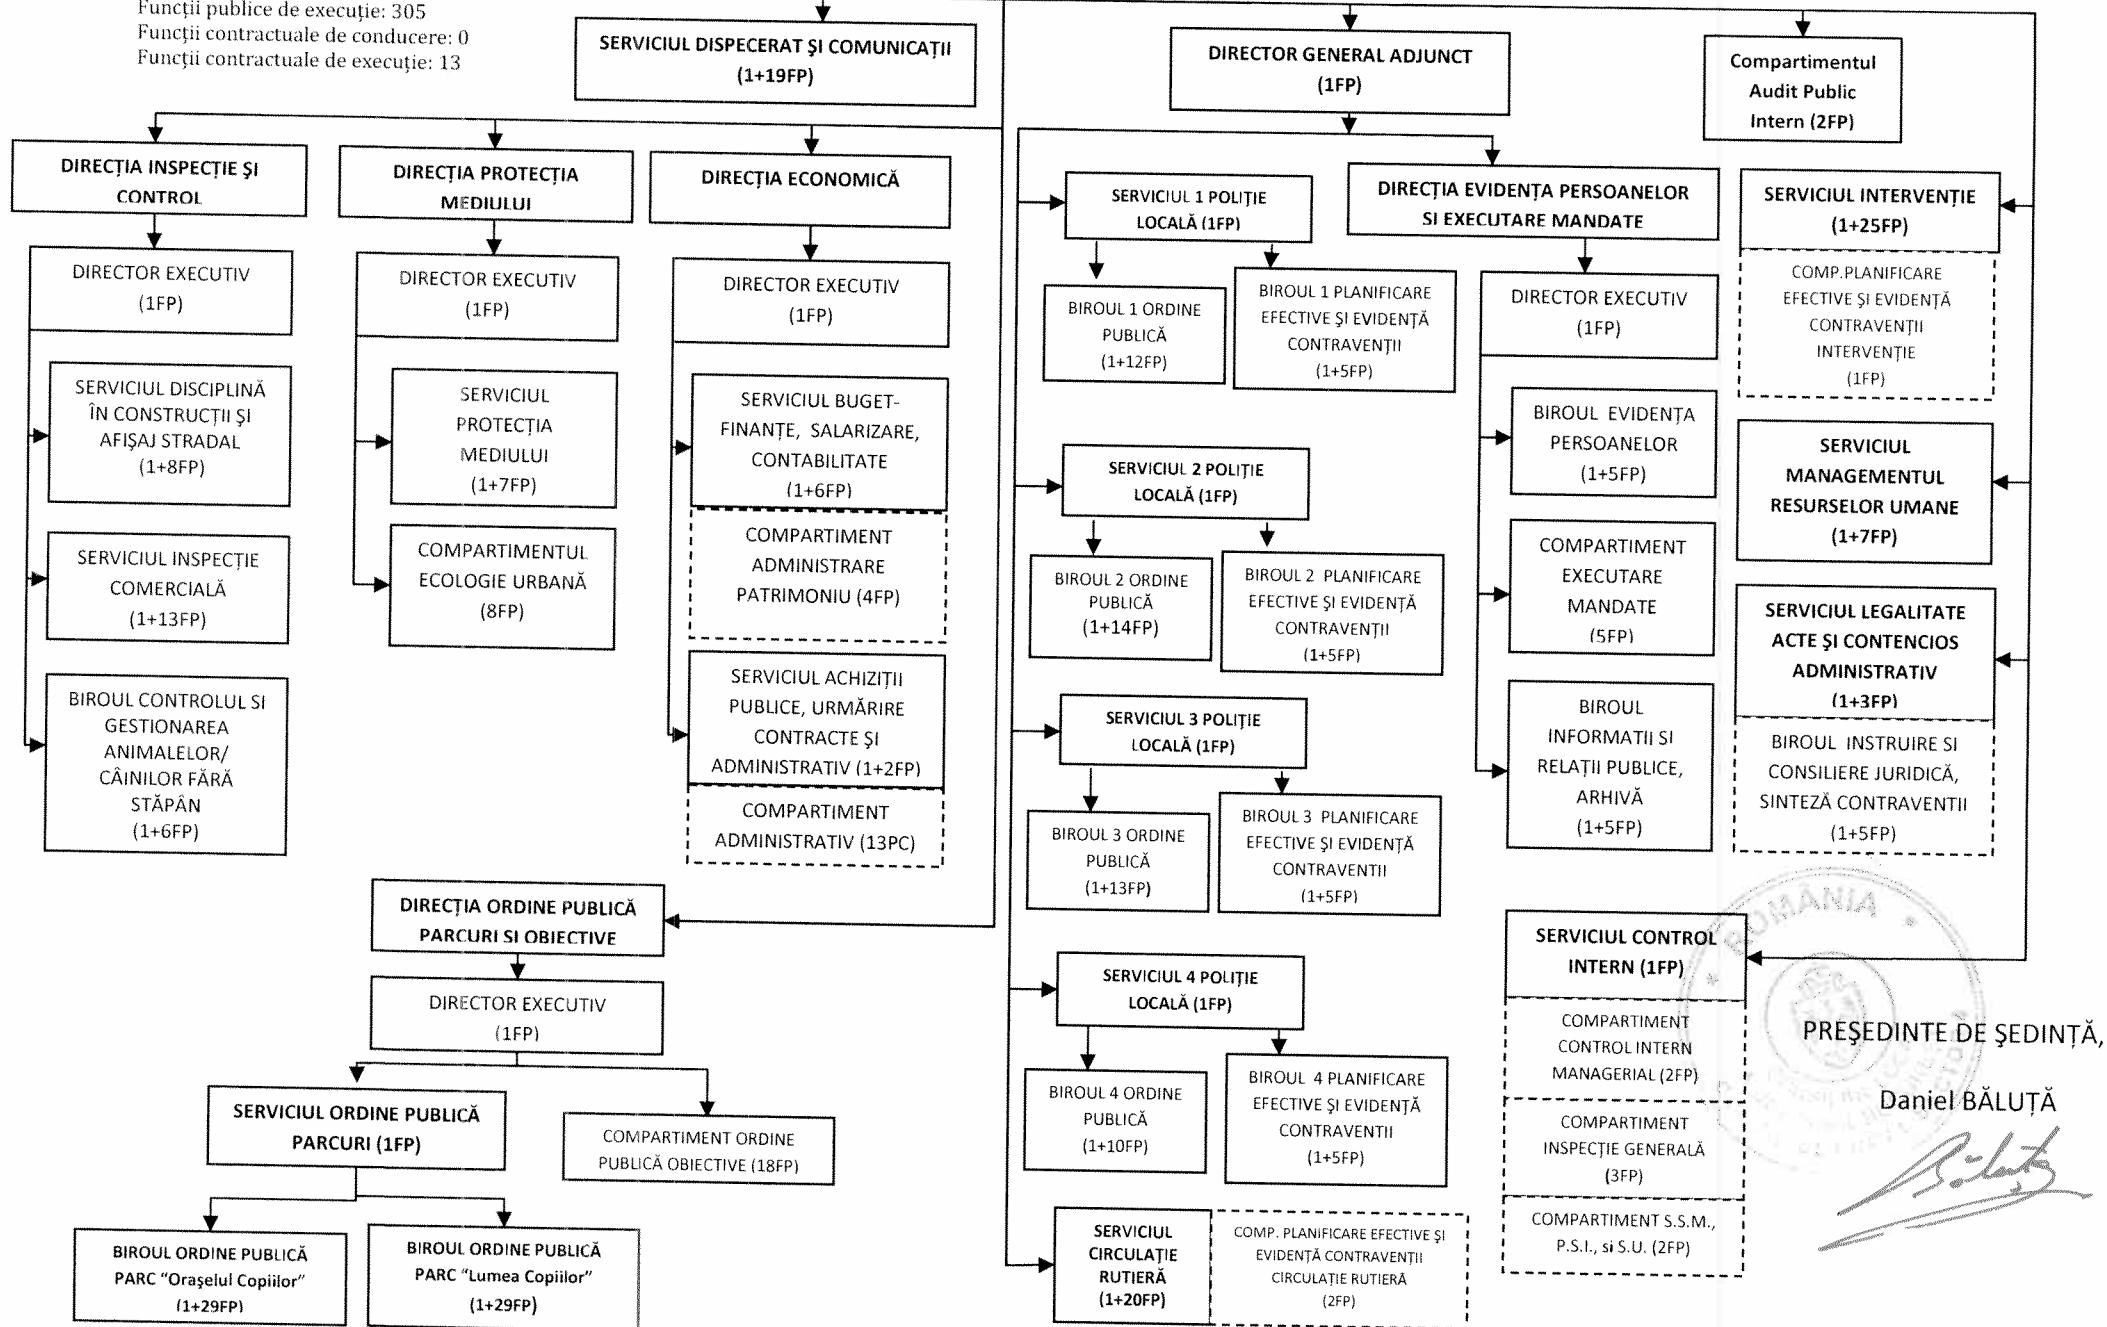 Funcții publice de execuție: 305
Funcții contractuale de conducere: 0
Funcții contractuale de execuție: 13
SERVICIUL DISPECERAT ŞI COMUNICAȚII
(1+19FP)
DIRECTOR GENERAL ADJUNCT
(1FP)
Compartimentul
Audit Public
Intern (2FP)
DIRECȚIA INSPECȚIE ŞI
CONTROL
DIRECTOR EXECUTIV
(1FP)
SERVICIUL DISCIPLINĂ
ÎN CONSTRUCȚII ŞI
AFIŞAJ STRADAL
(1+8FP)
SERVICIUL INSPECȚIE
COMERCIALĂ
(1+13FP)
BIROUL CONTROLUL SI
GESTIONAREA
ANIMALELOR/
CÂINILOR FĂRĂ
STĂPÂN
(1+6FP)
DIRECȚIA PROTECȚIA
MEDIULUI
DIRECTOR EXECUTIV
(1FP)
SERVICIUL
PROTECȚIA
MEDIULUI
(1+7FP)
COMPARTIMENTUL
ECOLOGIE URBANĂ
(8FP)
DIRECȚIA ECONOMICĂ
DIRECTOR EXECUTIV
(1FP)
SERVICIUL BUGET-
FINANȚE, SALARIZARE,
CONTABILITATE
(1+6FP)
COMPARTIMENT
ADMINISTRARE
PATRIMONIU (4FP)
SERVICIUL ACHIZIȚII
PUBLICE, URMĂRIRE
CONTRACTE ŞI
ADMINISTRATIV (1+2FP)
COMPARTIMENT
ADMINISTRATIV (13PC)
DIRECȚIA ORDINE PUBLICĂ
PARCURI SI OBIECTIVE
DIRECTOR EXECUTIV
(1FP)
SERVICIUL ORDINE PUBLICĂ
PARCURI (1FP)
COMPARTIMENT ORDINE
PUBLICĂ OBIECTIVE (18FP)
BIROUL ORDINE PUBLICĂ
PARC "Oraşelul Copiilor"
(1+29FP)
BIROUL ORDINE PUBLICĂ
PARC "Lumea Copiilor"
(1+29FP)
SERVICIUL 1 POLIȚIE
LOCALĂ (1FP)
BIROUL 1 ORDINE
PUBLICĂ
(1+12FP)
BIROUL 1 PLANIFICARE
EFECTIVE ŞI EVIDENȚĂ
CONTRAVENȚII
(1+5FP)
SERVICIUL 2 POLIȚIE
LOCALĂ (1FP)
BIROUL 2 ORDINE
PUBLICĂ
(1+14FP)
BIROUL 2 PLANIFICARE
EFECTIVE ŞI EVIDENȚĂ
CONTRAVENȚII
(1+5FP)
SERVICIUL 3 POLIȚIE
LOCALĂ (1FP)
BIROUL 3 ORDINE
PUBLICĂ
(1+13FP)
BIROUL 3 PLANIFICARE
EFECTIVE ŞI EVIDENȚĂ
CONTRAVENTII
(1+5FP)
SERVICIUL 4 POLIȚIE
LOCALĂ (1FP)
BIROUL 4 ORDINE
PUBLICĂ
(1+10FP)
BIROUL 4 PLANIFICARE
EFECTIVE ŞI EVIDENȚĂ
CONTRAVENTII
(1+5FP)
SERVICIUL
CIRCULAȚIE
RUTIERĂ
(1+20FP)
COMP. PLANIFICARE EFECTIVE ŞI
EVIDENȚĂ CONTRAVENȚII
CIRCULAȚIE RUTIERĂ
(2FP)
DIRECȚIA EVIDENȚA PERSOANELOR
SI EXECUTARE MANDATE
DIRECTOR EXECUTIV
(1FP)
BIROUL EVIDENȚA
PERSOANELOR
(1+5FP)
COMPARTIMENT
EXECUTARE
MANDATE
(5FP)
BIROUL
INFORMATII SI
RELAȚII PUBLICE,
ARHIVĂ
(1+5FP)
SERVICIUL INTERVENȚIE
(1+25FP)
COMP.PLANIFICARE
EFECTIVE ŞI EVIDENȚĂ
CONTRAVENȚII
INTERVENȚIE
(1FP)
SERVICIUL
MANAGEMENTUL
RESURSELOR UMANE
(1+7FP)
SERVICIUL LEGALITATE
ACTE ŞI CONTENCIOS
ADMINISTRATIV
(1+3FP)
BIROUL INSTRUIRE SI
CONSILIERE JURIDICĂ,
SINTEZĂ CONTRAVENTII
(1+5FP)
SERVICIUL CONTROL
INTERN (1FP)
COMPARTIMENT
CONTROL INTERN
MANAGERIAL (2FP)
COMPARTIMENT
INSPECȚIE GENERALĂ
(3FP)
COMPARTIMENT S.S.M.,
P.S.I., si S.U. (2FP)
ROMÂNIA
PREŞEDINTE DE ŞEDINȚĂ,
Daniel BĂLUȚĂ